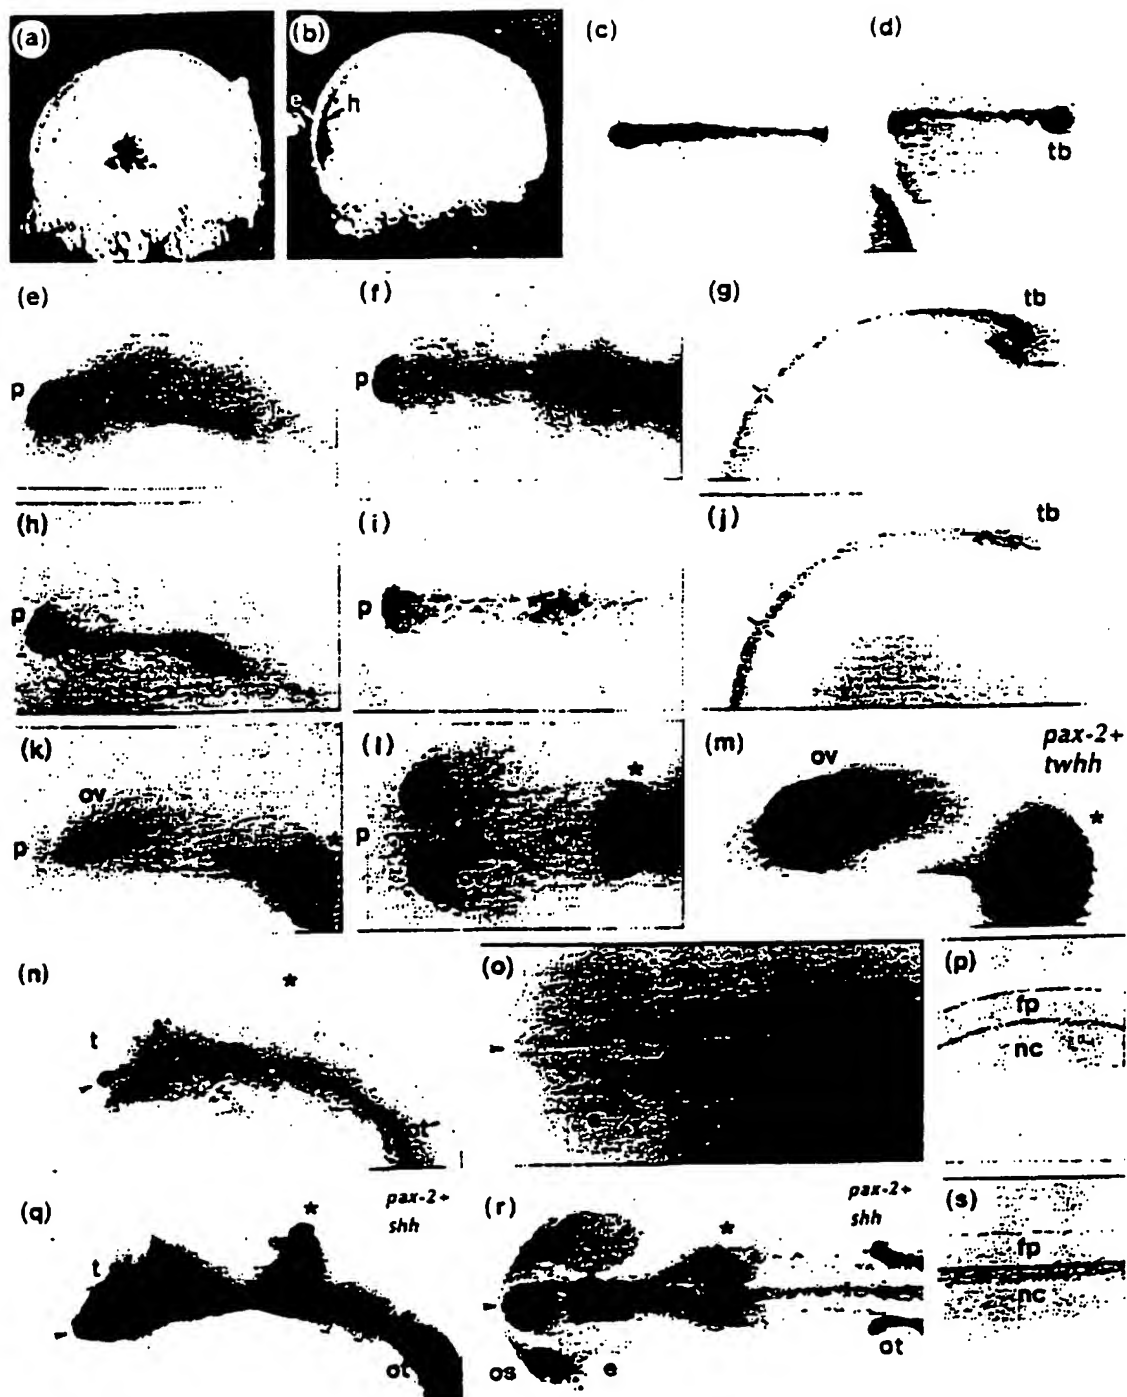 (a)
(b)
e
h
(c)
(d)
tb
(e)
p
(f)
p
(g)
tb
(h)
p
(i)
p
(j)
tb
(k)
ov
p
*
(l)
p
*
(m)
ov
pax-2+
twhh
*
(n)
*
t
ot
(o)
(p)
fp
nc
(q)
pax-2+
shh
*
t
ot
(r)
pax-2+
shh
*
os
e
ot
(s)
fp
nc